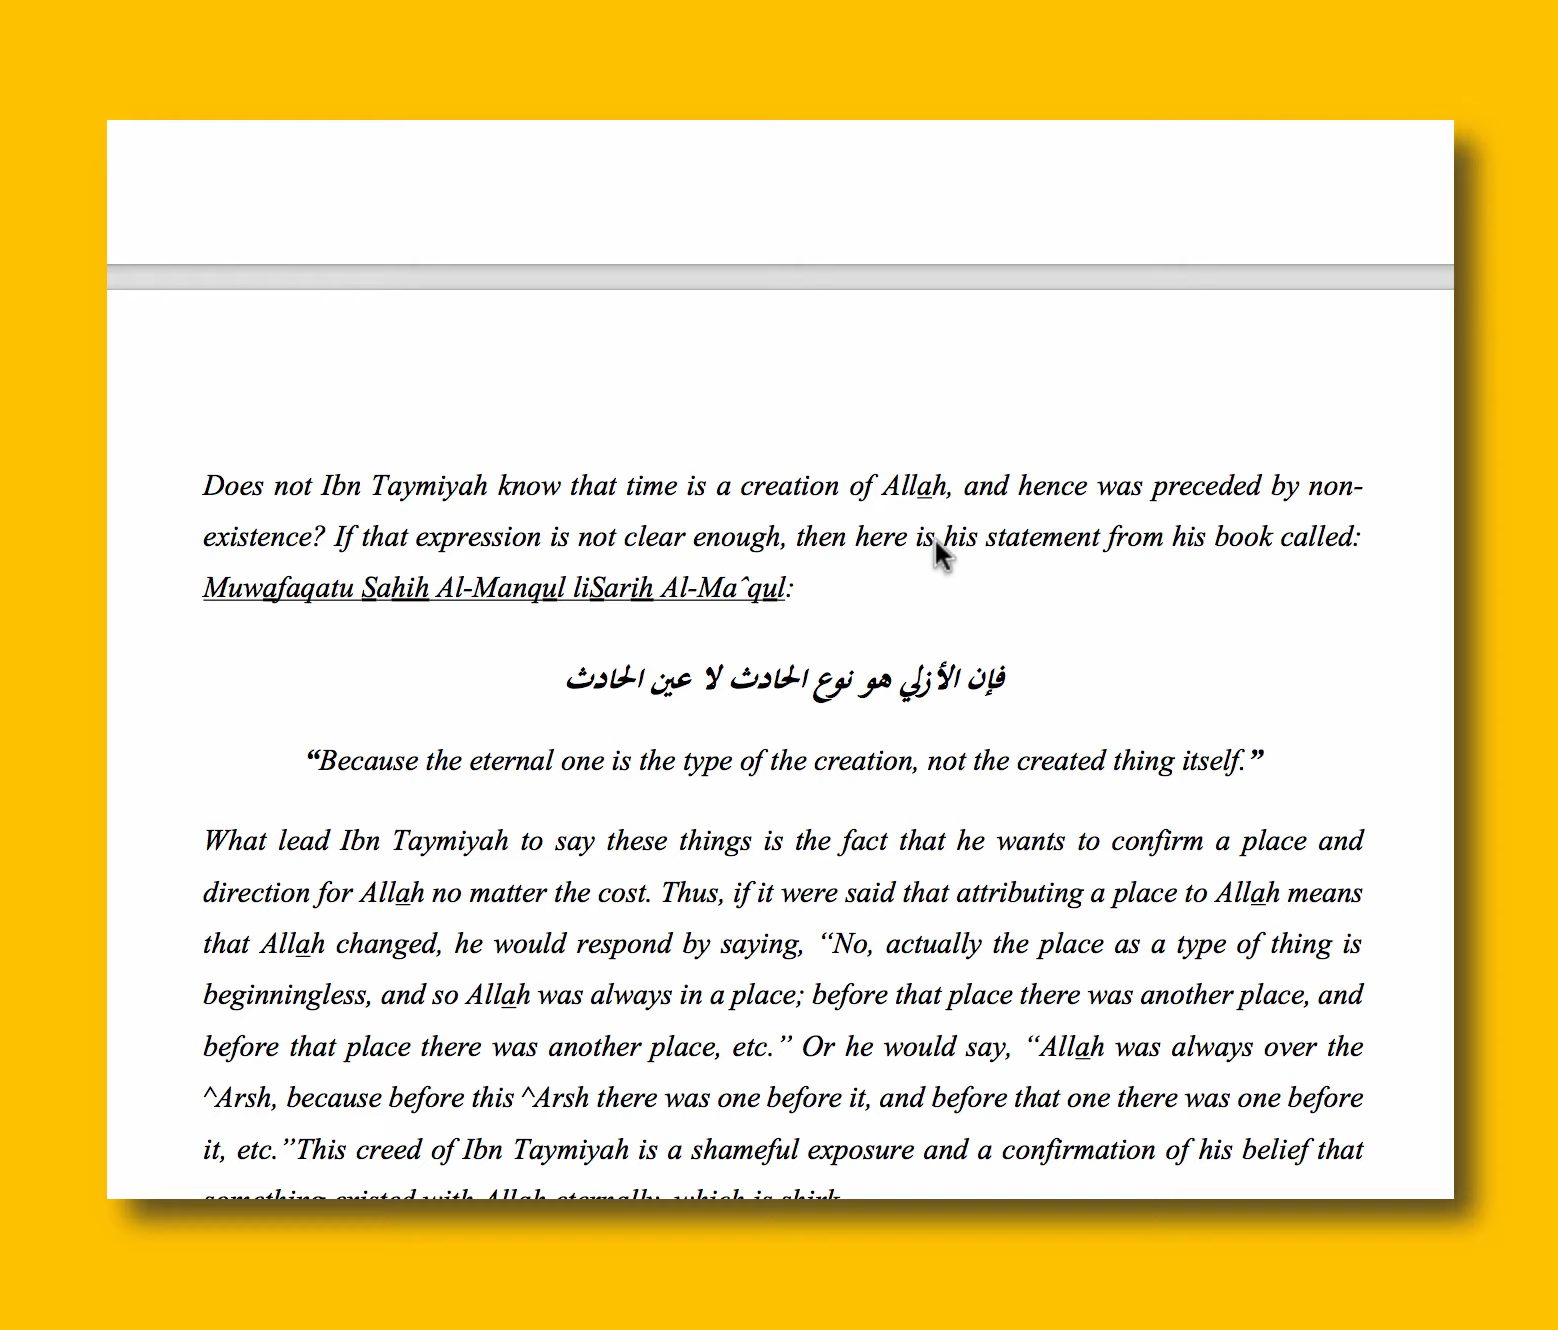 Does not Ibn Taymiyah know that time is a creation of Allah, and hence was preceded by non-
existence? If that expression is not clear enough, then here is his statement from his book called:
Muwafaqatu Sahih Al-Manqul liSarih Al-Ma^qul:
فإن الأزلي هو نوع الحادث لا عين الحادث
“Because the eternal one is the type of the creation, not the created thing itself.”
What lead Ibn Taymiyah to say these things is the fact that he wants to confirm a place and
direction for Allah no matter the cost. Thus, if it were said that attributing a place to Allah means
that Allah changed, he would respond by saying, “No, actually the place as a type of thing is
beginningless, and so Allah was always in a place; before that place there was another place, and
before that place there was another place, etc.” Or he would say, “Allah was always over the
^Arsh, because before this ^Arsh there was one before it, and before that one there was one before
it, etc.”This creed of Ibn Taymiyah is a shameful exposure and a confirmation of his belief that
something existed with Allah eternally, which is shirk